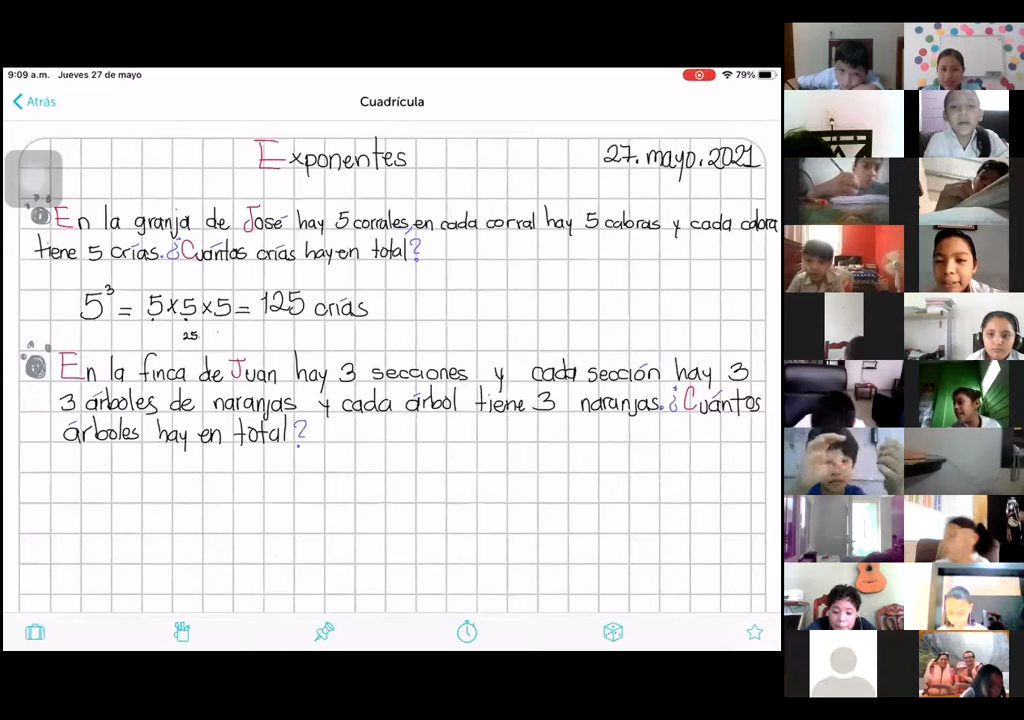 9:09 a.m. Jueves 27 de mayo
79%
Atrás
Cuadrícula
Exponentes 27.mayo.2021
En la granja de José hay 5 corrales, en cada corral hay 5 cabras y cada cabra
tiene 5 crías. ¿Cuántas crías hay en total?
5³ = 5 x 5 x 5 = 125 crías
25
En la finca de Juan hay 3 secciones y cada sección hay 3
3 árboles de naranjas y cada árbol tiene 3 naranjas. ¿Cuántos
árboles hay en total?